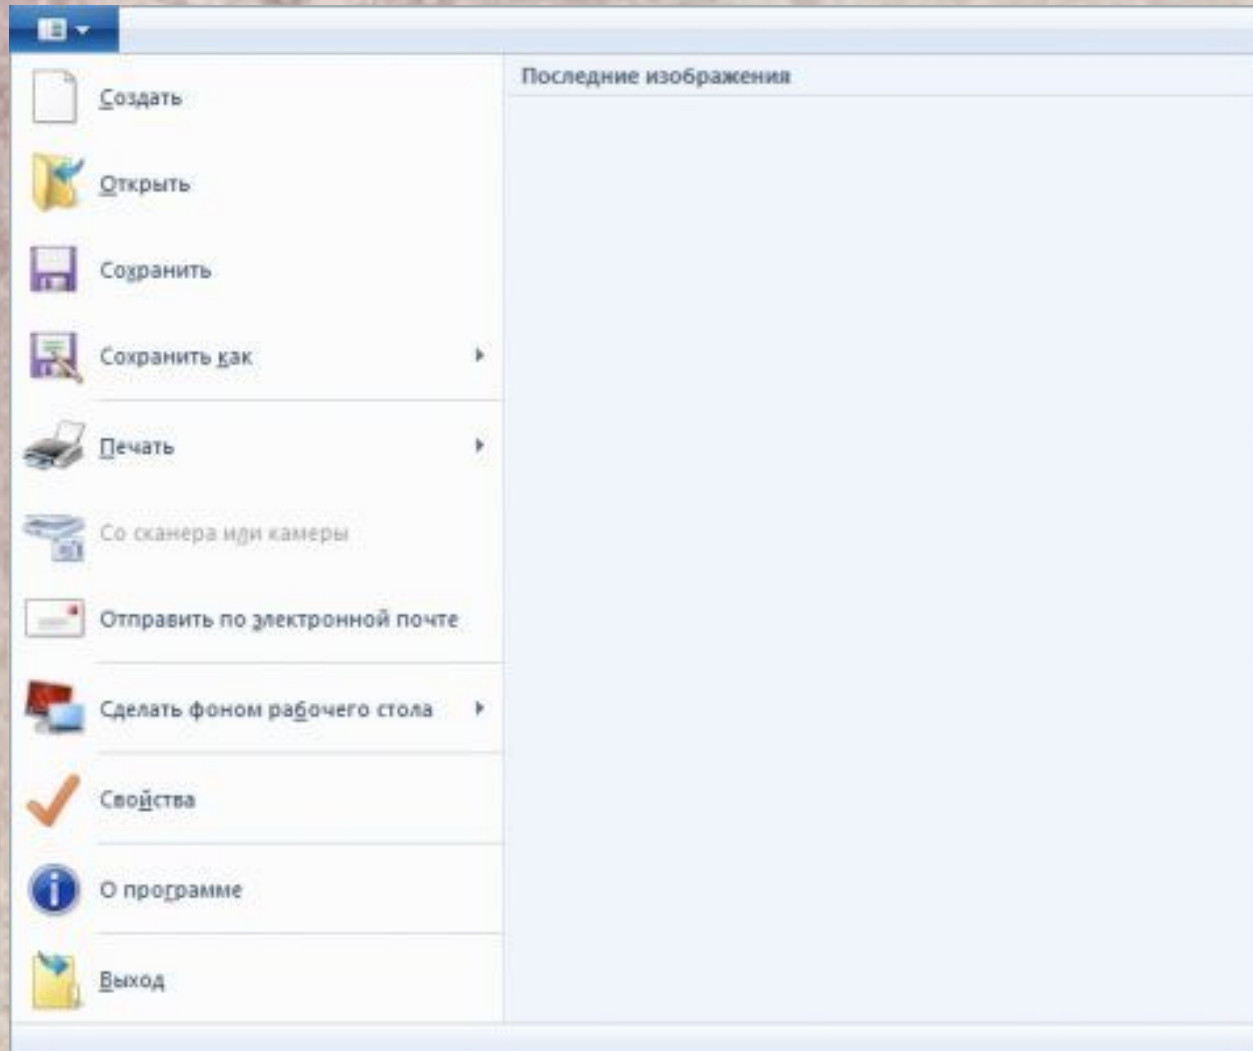 Последние изображения
Создать
Открыть
Сохранить
Сохранить как
Печать
Со сканера или камеры
Отправить по электронной почте
Сделать фоном рабочего стола
Свойства
О программе
Выход